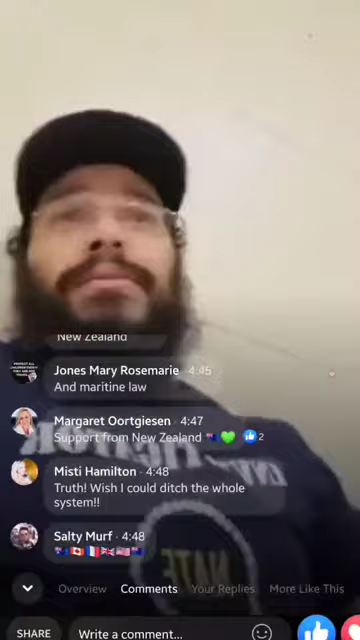 New Zealand
Jones Mary Rosemarie · 4:45
And maritine law
Margaret Oortgiesen · 4:47
Support from New Zealand 🇳🇿💚 2
Misti Hamilton · 4:48
Truth! Wish I could ditch the whole
system!!
Salty Murf · 4:48
Overview Comments Your Replies More Like This
SHARE Write a comment...